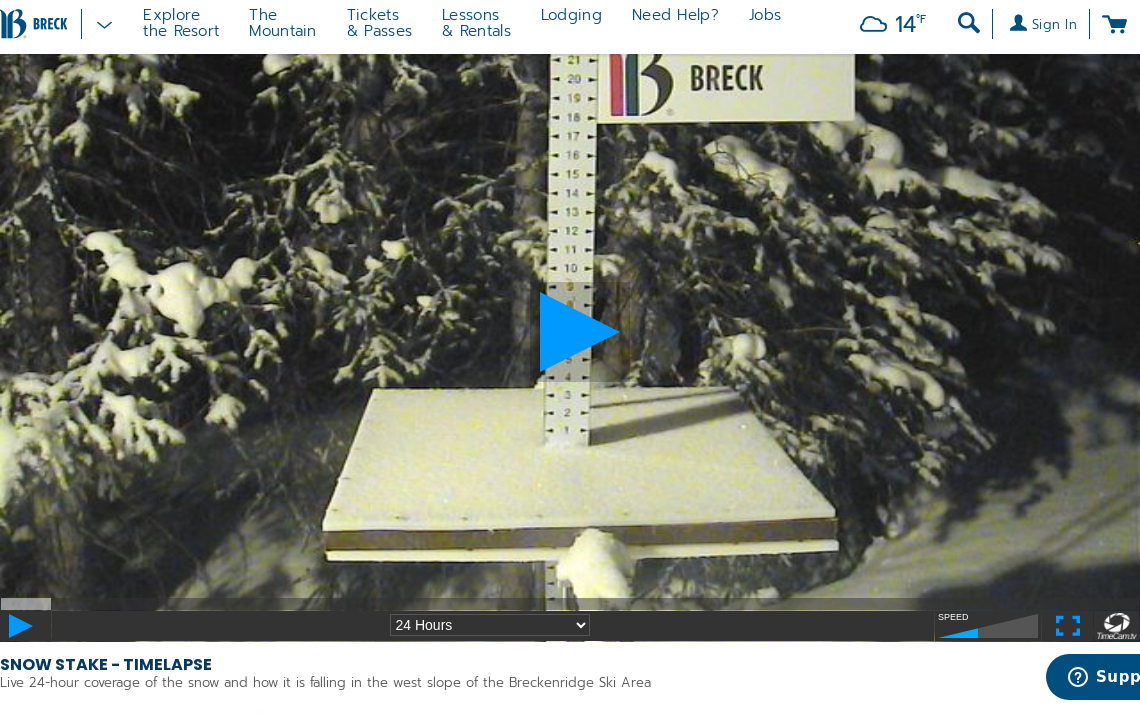 BRECK
Explore
the Resort
The
Mountain
Tickets
& Passes
Lessons
& Rentals
Lodging
Need Help?
Jobs
14°F
Sign In
21
20
19
18
17
16
15
14
13
12
11
10
9
8
5
3
2
1
BRECK
24 Hours
SPEED
TimeCam.tv
SNOW STAKE - TIMELAPSE
Live 24-hour coverage of the snow and how it is falling in the west slope of the Breckenridge Ski Area
Supp